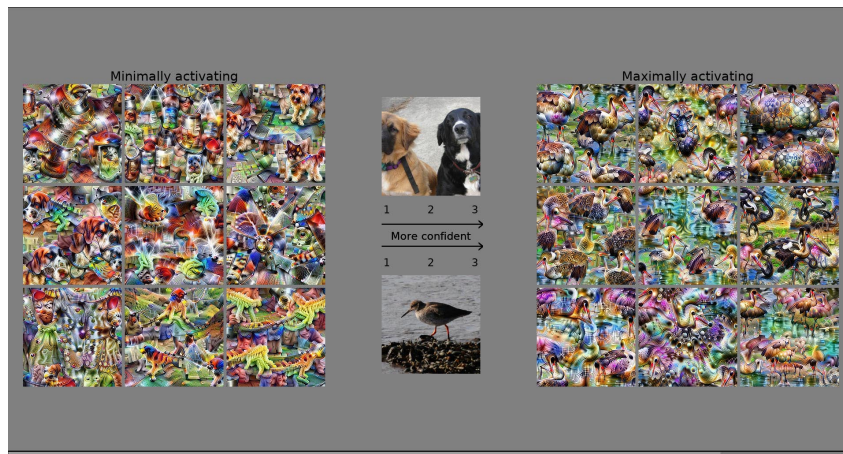 Minimally activating
Maximally activating
1 2 3
More confident
1 2 3